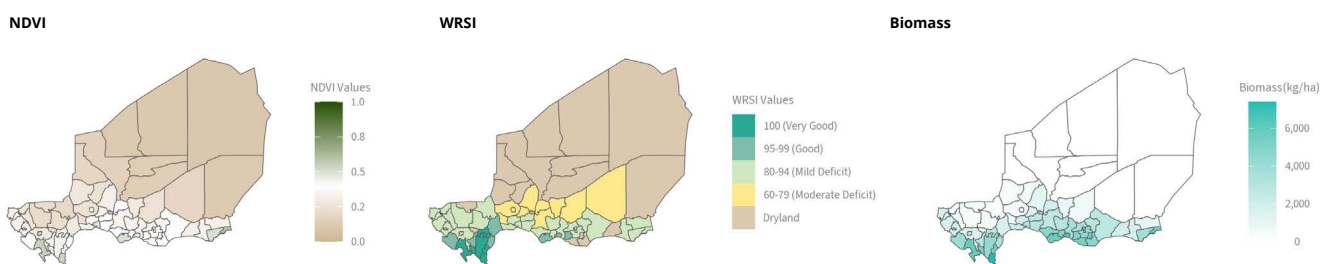 NDVI
NDVI Values
1.0
0.8
0.5
0.2
0.0
WRSI
WRSI Values
100 (Very Good)
95-99 (Good)
80-94 (Mild Deficit)
60-79 (Moderate Deficit)
Dryland
Biomass
Biomass(kg/ha)
6,000
4,000
2,000
0